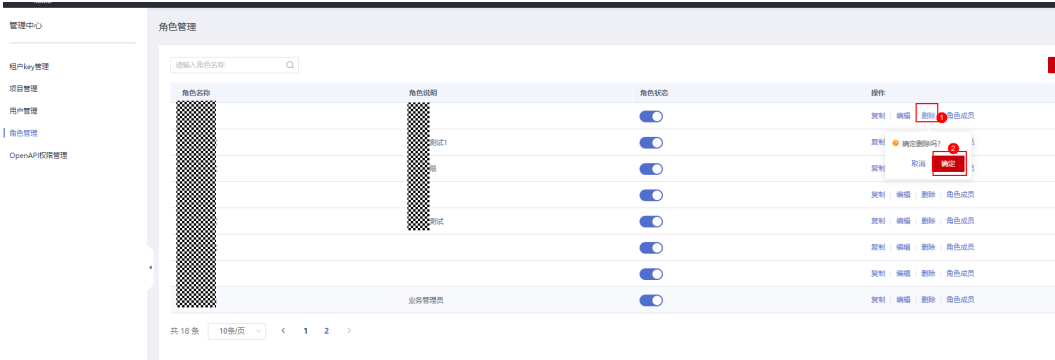 管理中心
角色管理
租户key管理
项目管理
用户管理
角色管理
OpenAPI权限管理
请输入角色名称
角色名称 角色说明 角色状态 操作
复制 编辑 删除 角色成员
1
测试1 复制
确定删除吗?
2
取消 确定
级 复制
复制 编辑 删除 角色成员
测试 复制 编辑 删除 角色成员
复制 编辑 删除 角色成员
复制 编辑 删除 角色成员
业务管理员 复制 编辑 删除 角色成员
共 18 条 10条/页 < 1 2 >